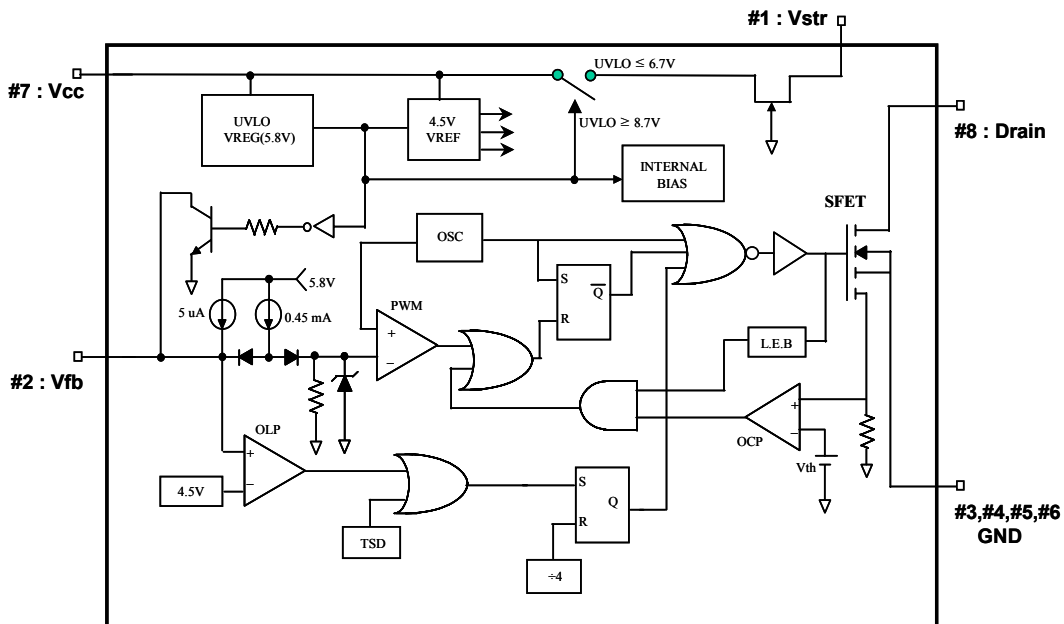 #1 : Vstr
#7 : Vcc
UVLO ≤ 6.7V
UVLO
VREG(5.8V)
4.5V
VREF
UVLO ≥ 8.7V
#8 : Drain
INTERNAL
BIAS
SFET
OSC
5.8V
5 uA
0.45 mA
PWM
+
−
S
Q
R
L.E.B
#2 : Vfb
OLP
+
−
4.5V
TSD
S
Q
R
÷4
OCP
+
−
Vth
#3,#4,#5,#6
GND